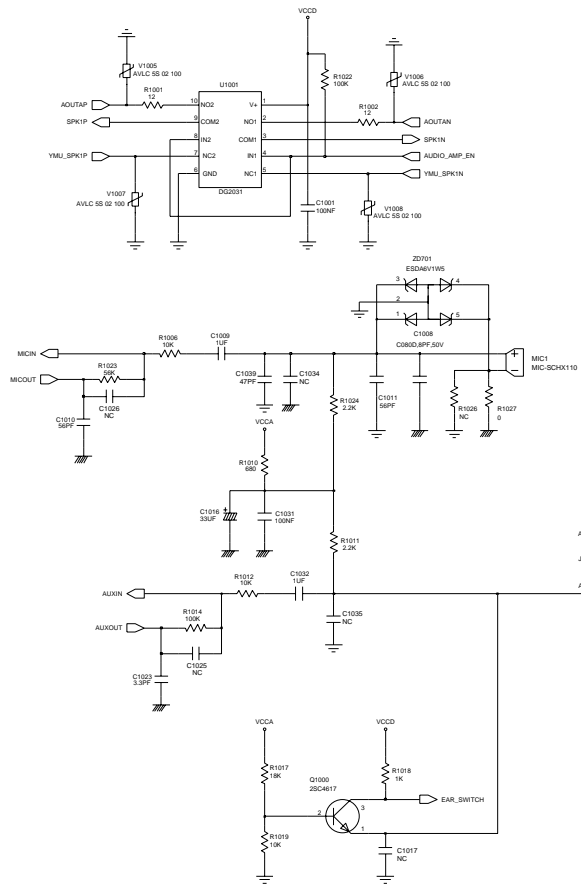 VCCD
V1005
AVLC 5S 02 100
U1001
V1006
AVLC 5S 02 100
R1022
100K
R1001
12
R1002
12
AOUTAP
10 NO2
V+ 1
SPK1P
9 COM2
NO1 2
AOUTAN
8 IN2
COM1 3
SPK1N
YMU_SPK1P
7 NC2
IN1 4
AUDIO_AMP_EN
6 GND
NC1 5
YMU_SPK1N
DG2031
V1007
AVLC 5S 02 100
C1001
100NF
V1008
AVLC 5S 02 100
ZD701
ESDA6V1W5
3
4
2
1
5
C1008
C080D,8PF,50V
MICIN
R1006
10K
C1009
1UF
MIC1
MIC-SCHX110
MICOUT
R1023
56K
C1026
NC
C1010
56PF
C1039
47PF
C1034
NC
R1024
2.2K
C1011
56PF
R1026
NC
R1027
0
VCCA
R1010
680
C1016
33UF
+
C1031
100NF
R1011
2.2K
A
J
A
AUXIN
R1012
10K
C1032
1UF
AUXOUT
R1014
100K
C1025
NC
C1035
NC
C1023
3.3PF
VCCA
VCCD
R1017
18K
Q1000
2SC4617
R1018
1K
2
3
1
EAR_SWITCH
R1019
10K
C1017
NC